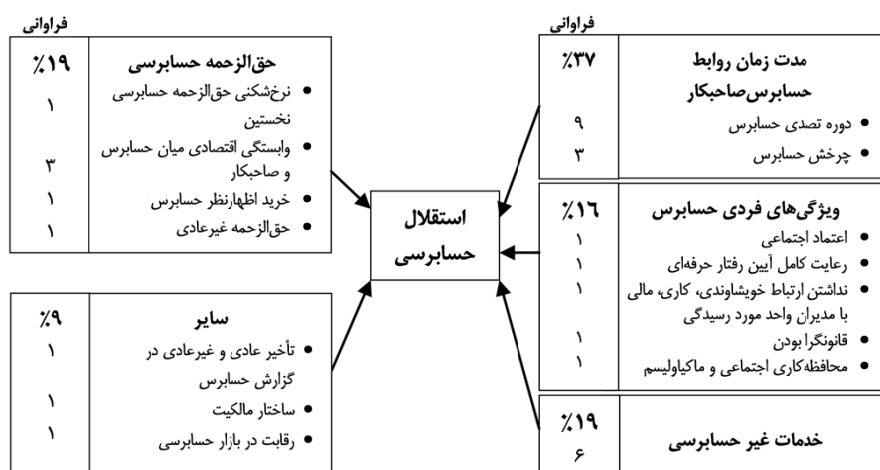 فراوانی
٪۳۷
مدت زمان روابط
حسابرس‌صاحبکار
• دوره تصدی حسابرس ۹
• چرخش حسابرس ۳
ویژگی‌های فردی حسابرس ٪۱۶
• اعتماد اجتماعی ۱
• رعایت کامل آیین رفتار حرفه‌ای ۱
• نداشتن ارتباط خویشاوندی، کاری، مالی ۱
با مدیران واحد مورد رسیدگی
• قانونگرا بودن ۱
• محافظه‌کاری اجتماعی و ماکیاولیسم ۱
خدمات غیر حسابرسی ٪۱۹
۶
استقلال
حسابرسی
فراوانی
حق‌الزحمه حسابرسی ٪۱۹
• نرخ‌شکنی حق‌الزحمه حسابرسی ۱
نخستین
• وابستگی اقتصادی میان حسابرس
و صاحبکار ۳
• خرید اظهارنظر حسابرس ۱
• حق‌الزحمه غیرعادی ۱
سایر ٪۹
• تأخیر عادی و غیرعادی در ۱
گزارش حسابرس
• ساختار مالکیت ۱
• رقابت در بازار حسابرسی ۱